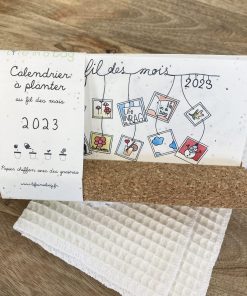 Calendrier
à planter
au fil des mois
2023
Papier chiffon avec des graines
fil des mois
2023